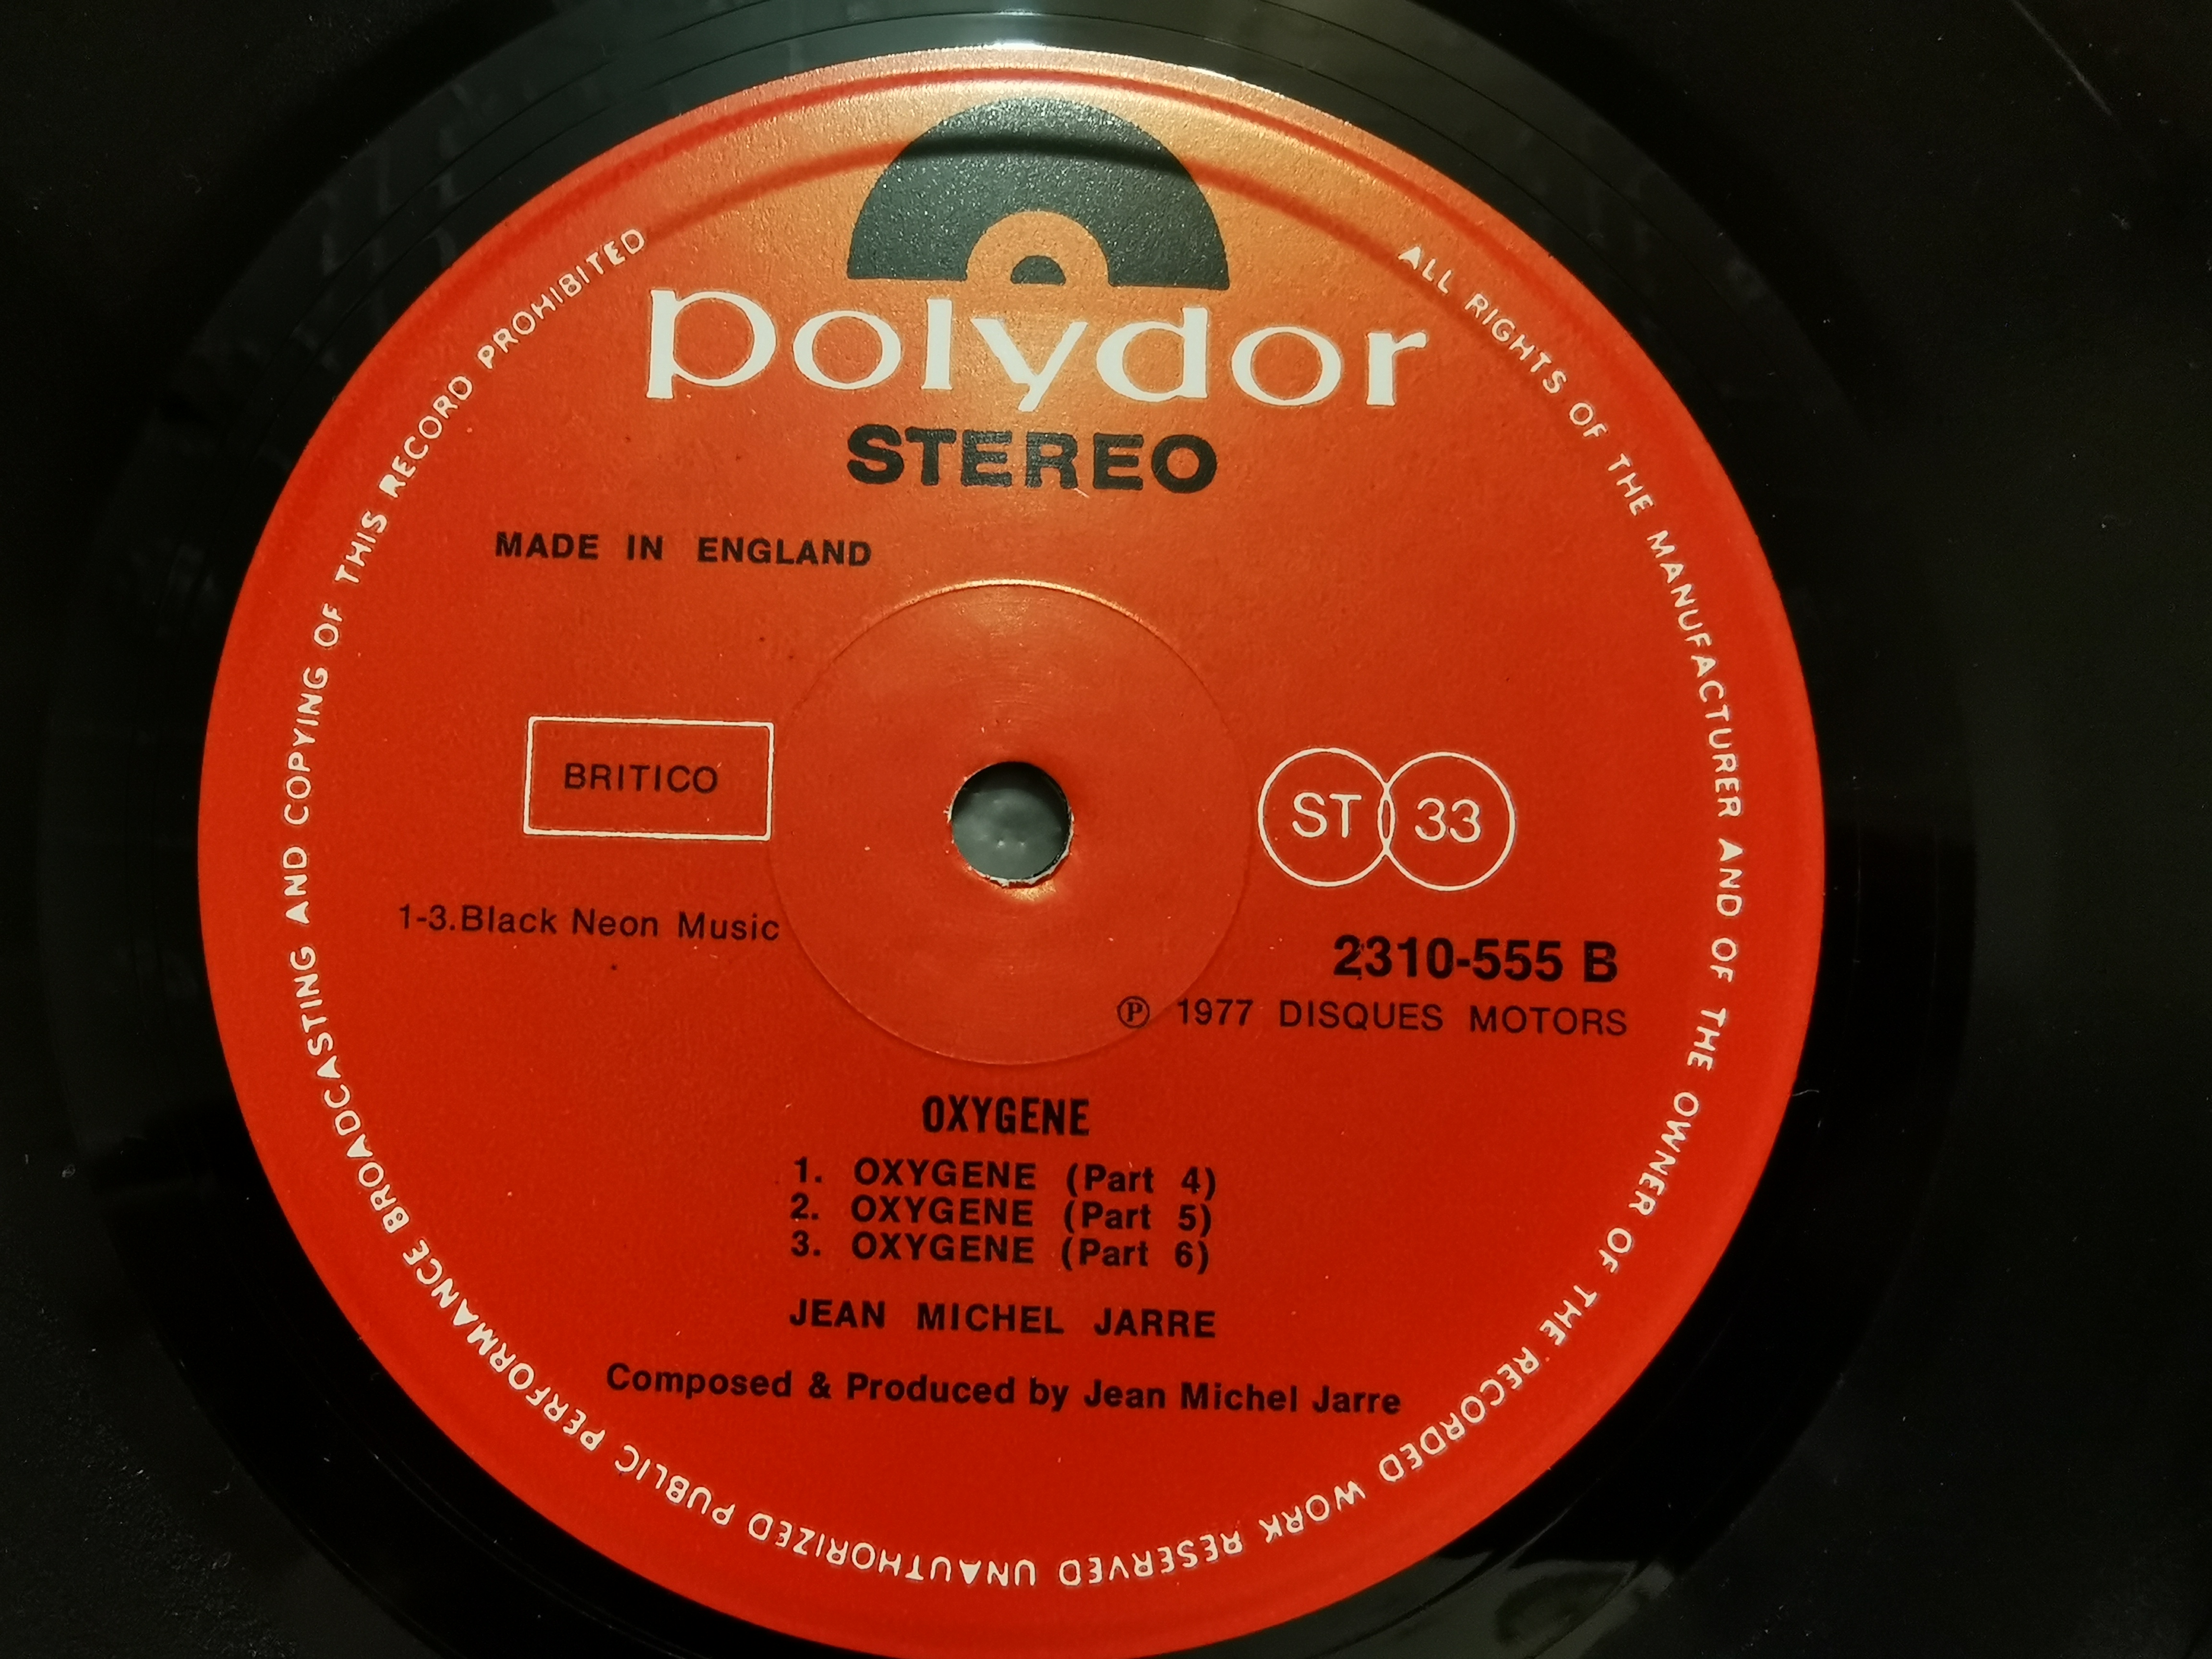 polydor
STEREO
MADE IN ENGLAND
BRITICO
ST 33
1-3.Black Neon Music
2310-555 B
Ⓟ 1977 DISQUES MOTORS
OXYGENE
1. OXYGENE (Part 4)
2. OXYGENE (Part 5)
3. OXYGENE (Part 6)
JEAN MICHEL JARRE
Composed & Produced by Jean Michel Jarre
ALL RIGHTS OF THE MANUFACTURER AND OF THE OWNER OF THE RECORDED WORK RESERVED UNAUTHORIZED PUBLIC PERFORMANCE BROADCASTING AND COPYING OF THIS RECORD PROHIBITED